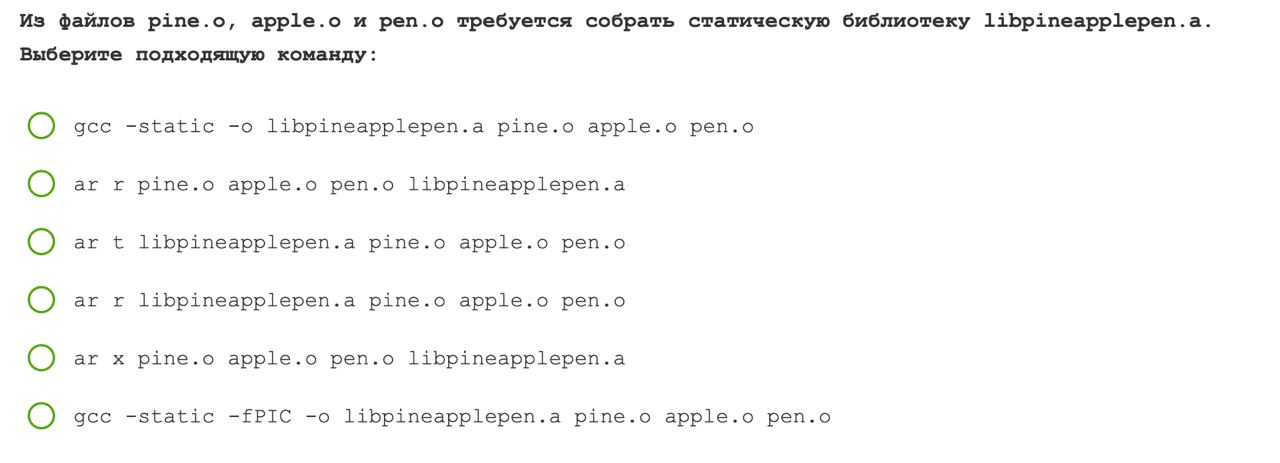 Из файлов pine.o, apple.o и pen.o требуется собрать статическую библиотеку libpineapplepen.a.
Выберите подходящую команду:
gcc -static -o libpineapplepen.a pine.o apple.o pen.o
ar r pine.o apple.o pen.o libpineapplepen.a
ar t libpineapplepen.a pine.o apple.o pen.o
ar r libpineapplepen.a pine.o apple.o pen.o
ar x pine.o apple.o pen.o libpineapplepen.a
gcc -static -fPIC -o libpineapplepen.a pine.o apple.o pen.o